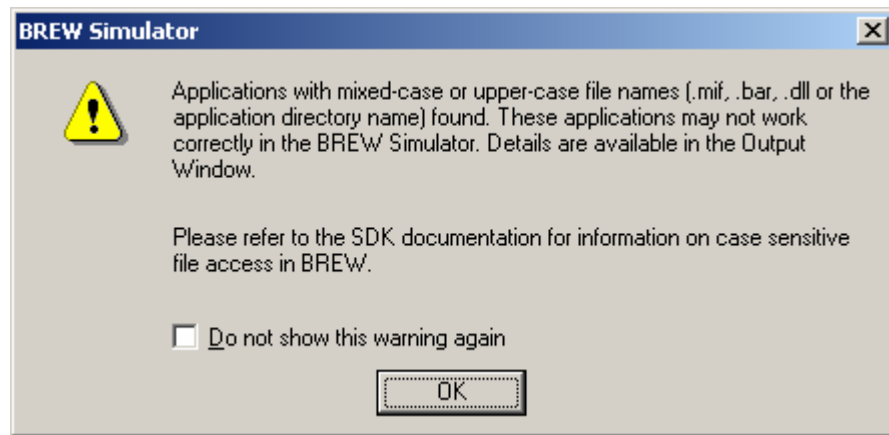 BREW Simulator
Applications with mixed-case or upper-case file names (.mif, .bar, .dll or the
application directory name) found. These applications may not work
correctly in the BREW Simulator. Details are available in the Output
Window.
Please refer to the SDK documentation for information on case sensitive
file access in BREW.
Do not show this warning again
OK